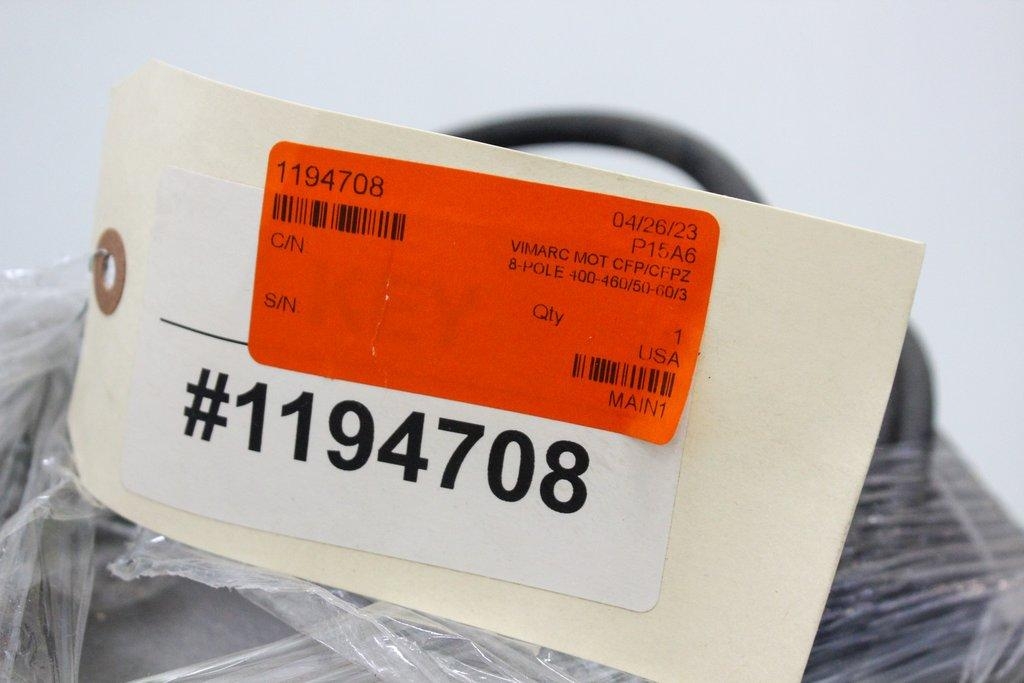 1194708
04/26/23
P15A6
C/N
VIMARC MOT CFP/CFPZ
8-POLE 400-460/50-60/3
S/N
Qty 1
USA
MAIN1
#1194708